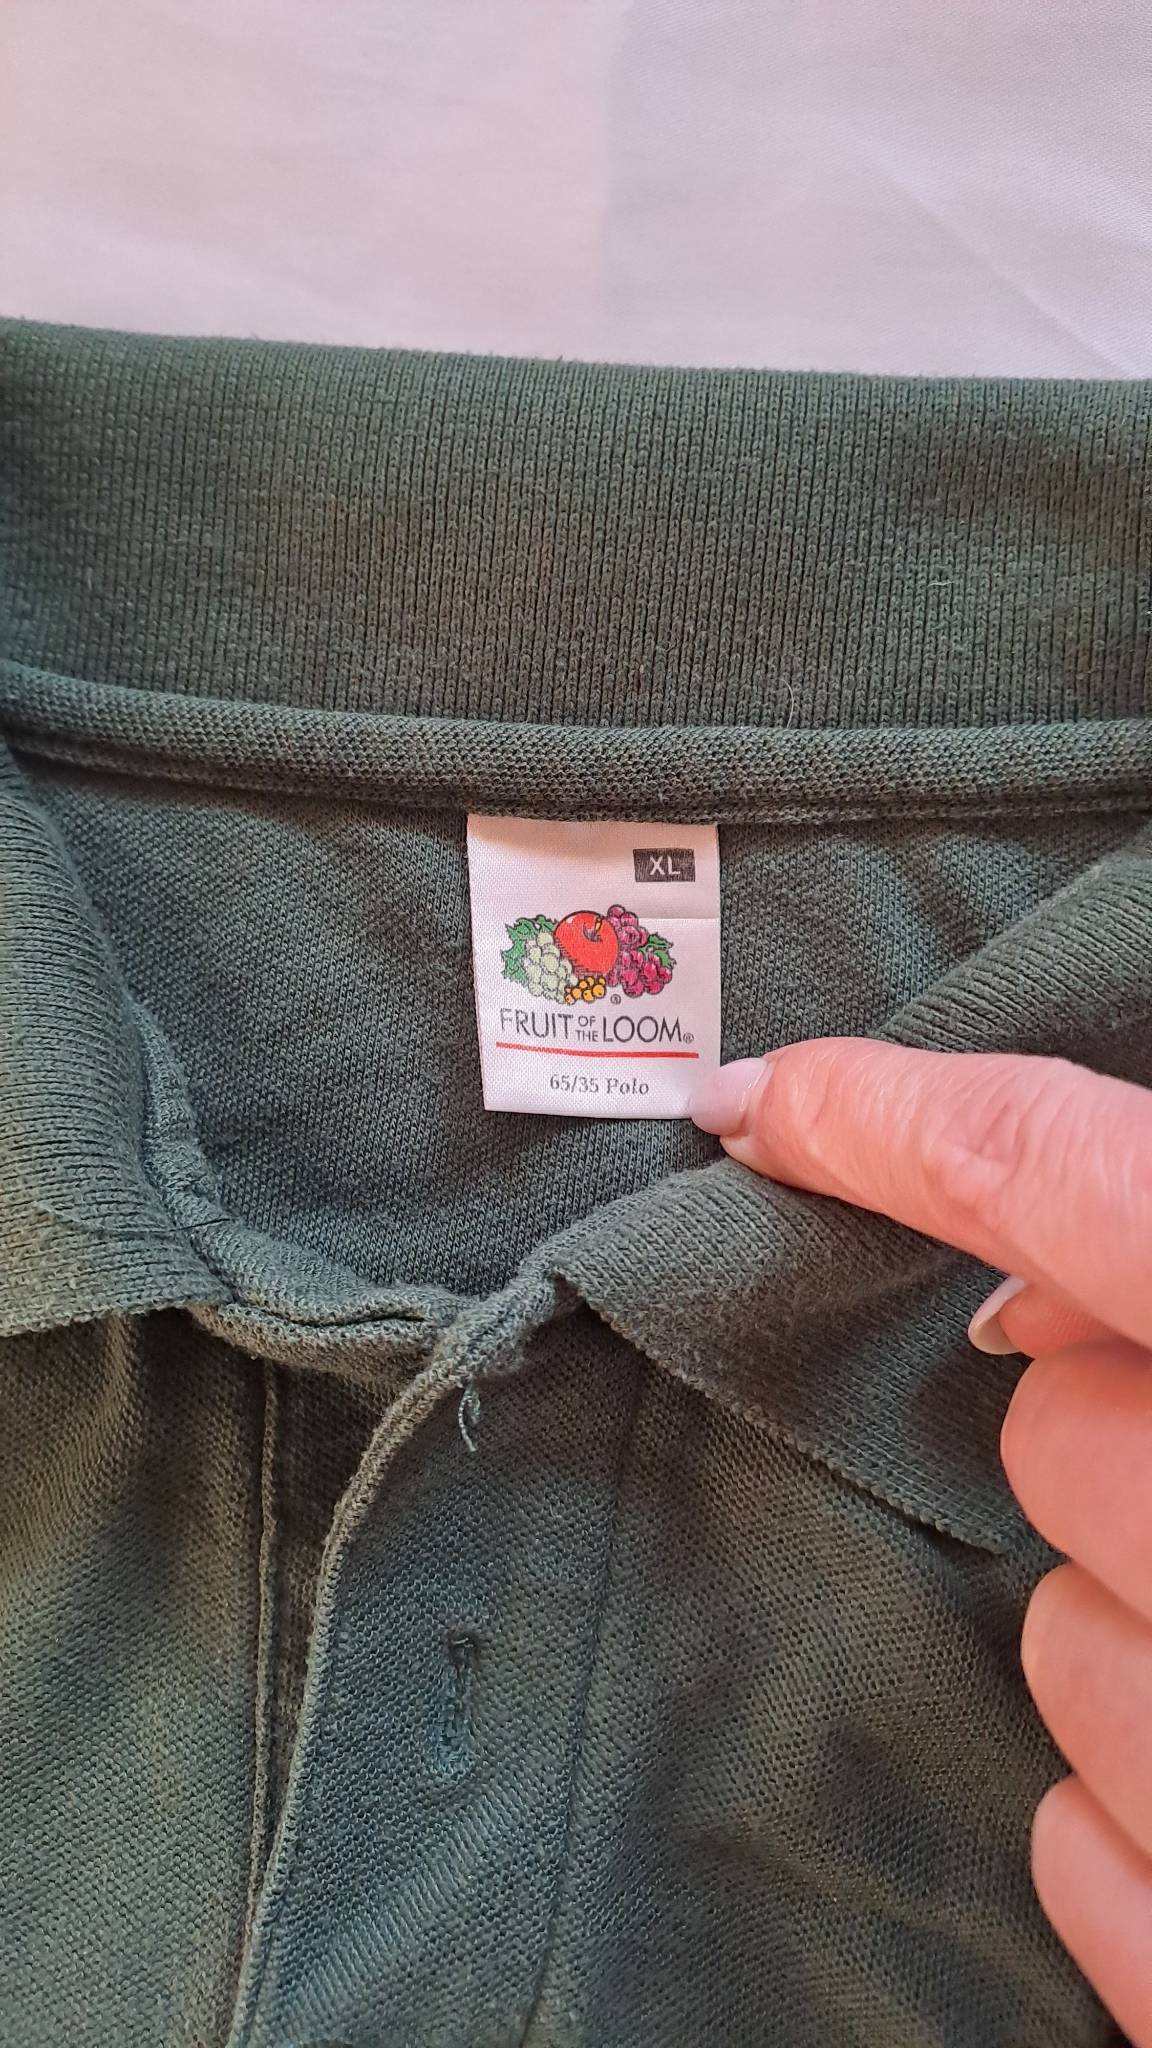 XL
®
FRUIT OF THE LOOM®
65/35 Polo